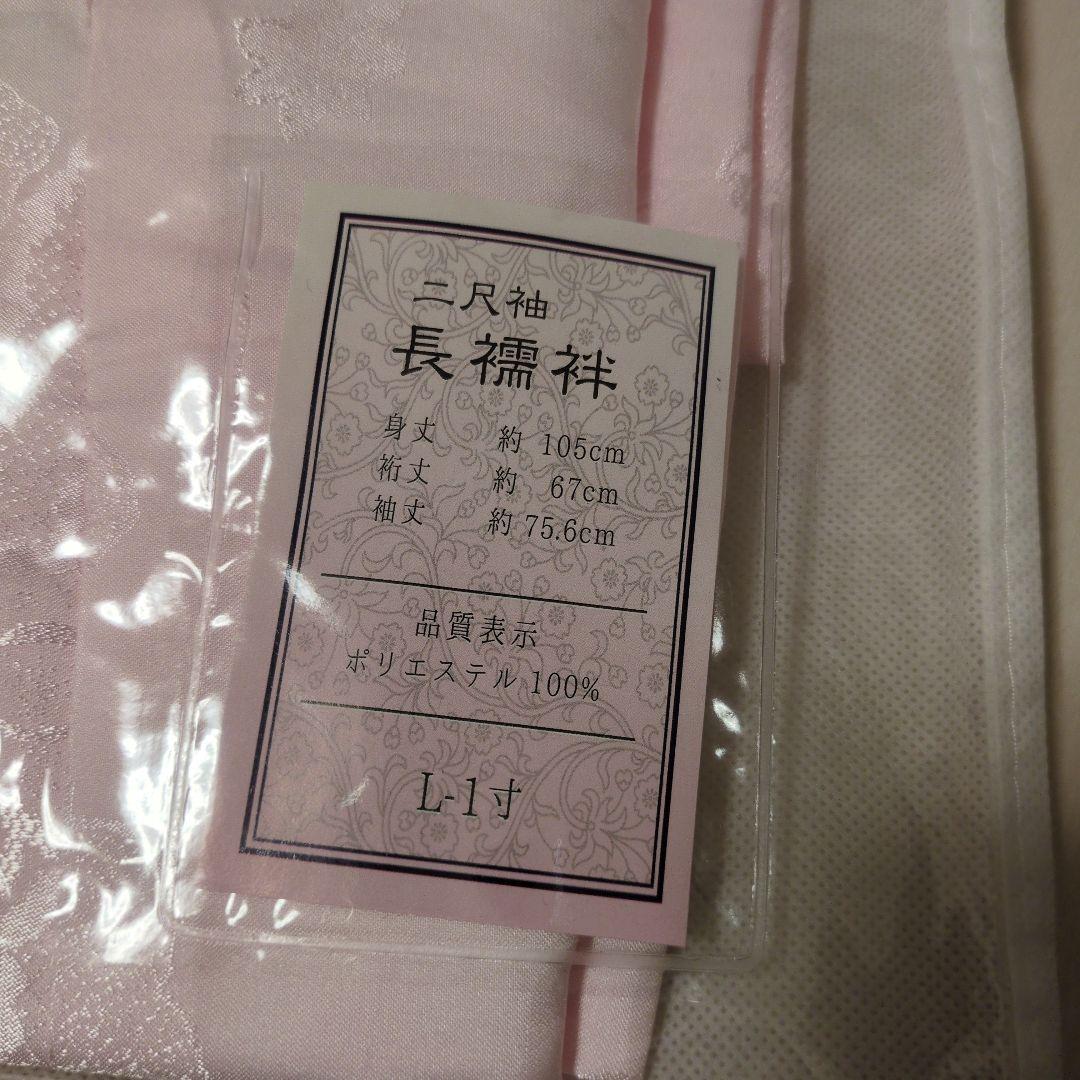 二尺袖
長襦袢
身丈 約 105cm
裄丈 約 67cm
袖丈 約 75.6cm
品質表示
ポリエステル 100%
L-1寸